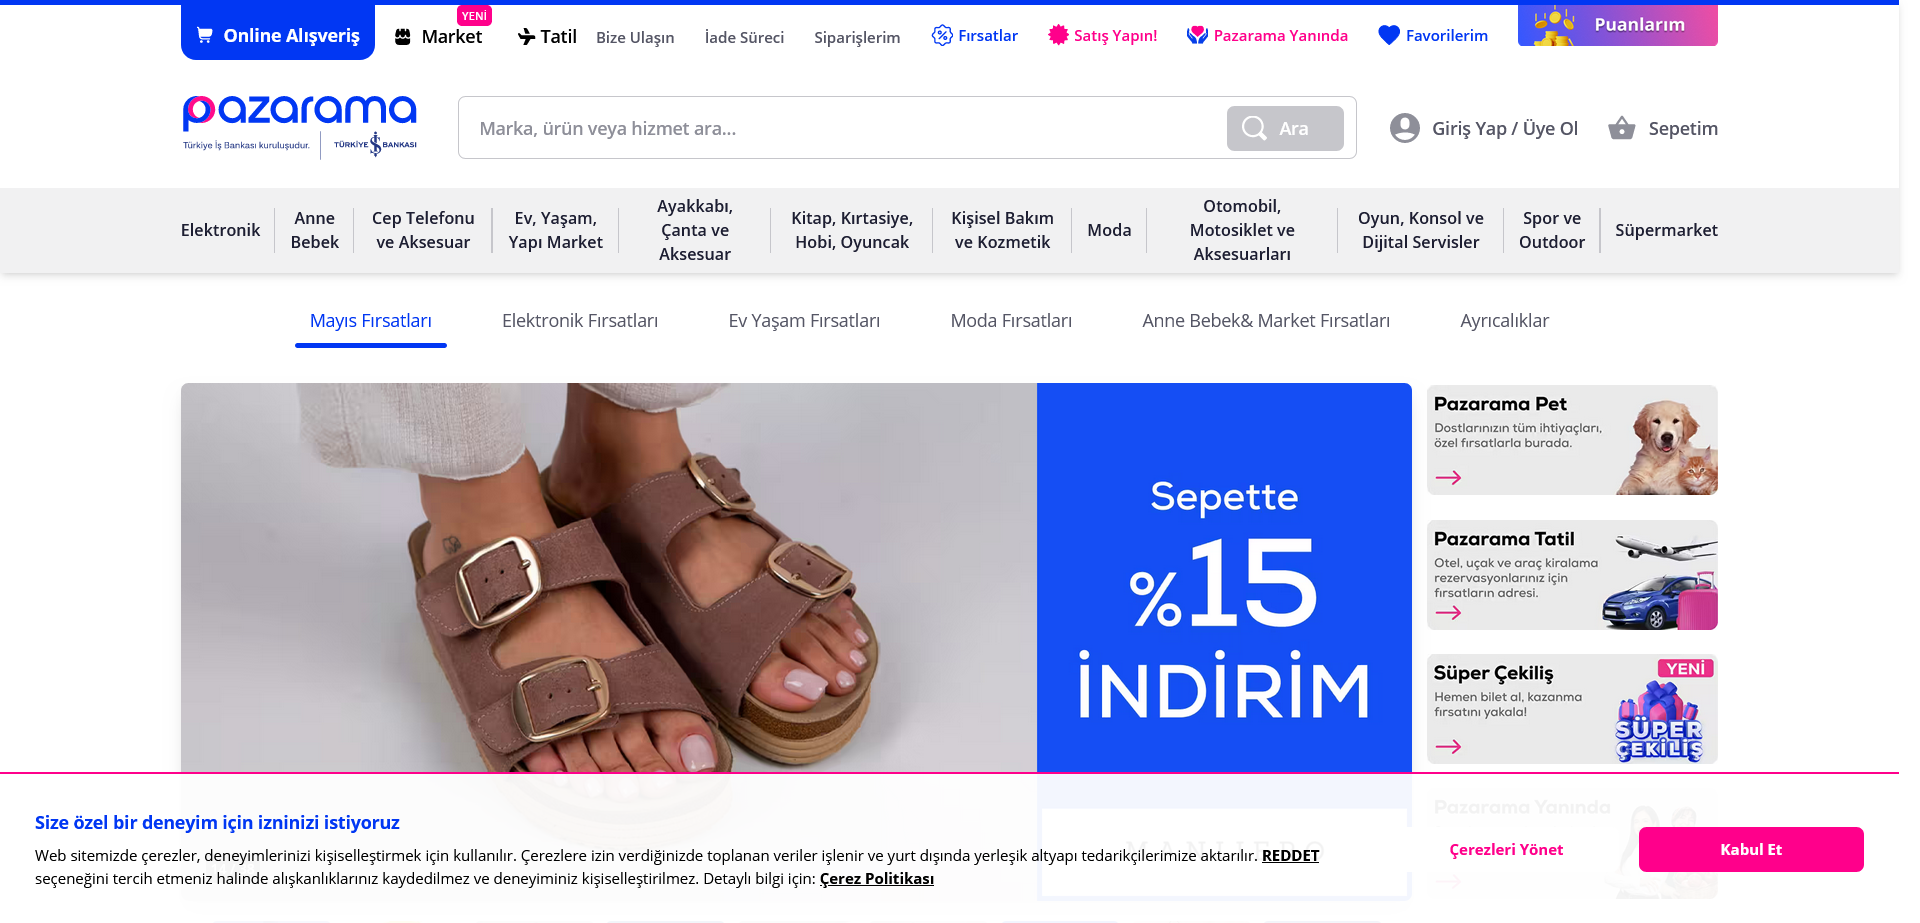 Online Alışveriş
Market
YENİ
Tatil
Bize Ulaşın
İade Süreci
Siparişlerim
Fırsatlar
Satış Yapın!
Pazarama Yanında
Favorilerim
Puanlarım
pazarama
Türkiye İş Bankası kuruluşudur.
TÜRKİYE İŞ BANKASI
Marka, ürün veya hizmet ara...
Ara
Giriş Yap / Üye Ol
Sepetim
Elektronik
Anne
Bebek
Cep Telefonu
ve Aksesuar
Ev, Yaşam,
Yapı Market
Ayakkabı,
Çanta ve
Aksesuar
Kitap, Kırtasiye,
Hobi, Oyuncak
Kişisel Bakım
ve Kozmetik
Moda
Otomobil,
Motosiklet ve
Aksesuarları
Oyun, Konsol ve
Dijital Servisler
Spor ve
Outdoor
Süpermarket
Mayıs Fırsatları
Elektronik Fırsatları
Ev Yaşam Fırsatları
Moda Fırsatları
Anne Bebek& Market Fırsatları
Ayrıcalıklar
Sepette
%15
İNDİRİM
Pazarama Pet
Dostlarınızın tüm ihtiyaçları,
özel fırsatlarla burada.
Pazarama Tatil
Otel, uçak ve araç kiralama
rezervasyonlarınız için
fırsatların adresi.
Süper Çekiliş
Hemen bilet al, kazanma
fırsatını yakala!
YENİ
SÜPER
ÇEKİLİŞ
Pazarama Yanında
Size özel bir deneyim için izninizi istiyoruz
Web sitemizde çerezler, deneyimlerinizi kişiselleştirmek için kullanılır. Çerezlere izin verdiğinizde toplanan veriler işlenir ve yurt dışında yerleşik altyapı tedarikçilerimize aktarılır. REDDET
seçeneğini tercih etmeniz halinde alışkanlıklarınız kaydedilmez ve deneyiminiz kişiselleştirilmez. Detaylı bilgi için: Çerez Politikası
Çerezleri Yönet
Kabul Et